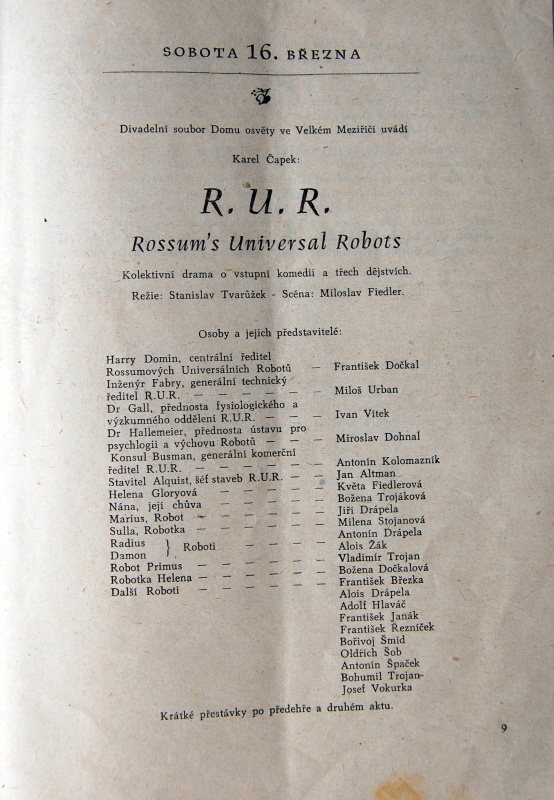 SOBOTA 16. BŘEZNA
Divadelní soubor Domu osvěty ve Velkém Meziříčí uvádí
Karel Čapek:
R. U. R.
Rossum's Universal Robots
Kolektivní drama o vstupní komedii a třech dějstvích.
Režie: Stanislav Tvarůžek - Scéna: Miloslav Fiedler.
Osoby a jejich představitelé:
Harry Domin, centrální ředitel
Rossumových Universálních Robotů — František Dočkal
Inženýr Fabry, generální technický
ředitel R.U.R. — — — — — — Miloš Urban
Dr Gall, přednosta fysiologického a
výzkumného oddělení R.U.R. — — — Ivan Vítek
Dr Hallemeier, přednosta ústavu pro
psychlogii a výchovu Robotů — — — Miroslav Dohnal
Konsul Busman, generální komerční
ředitel R.U.R. — — — — — — Antonín Kolomazník
Stavitel Alquist, šéf staveb R.U.R. — — Jan Altman
Helena Gloryová — — — — — Květa Fiedlerová
Nána, její chůva — — — — — Božena Trojáková
Marius, Robot — — — — — — Jiří Drápela
Sulla, Robotka — — — — — — Milena Stojanová
Radius } Roboti — — — — Antonín Drápela
Damon Alois Žák
Robot Primus — — — — — — Vladimír Trojan
Robotka Helena — — — — — — Božena Dočkalová
Další Roboti — — — — — — František Březka
Alois Drápela
Adolf Hlaváč
František Janák
František Řezníček
Bořivoj Šmíd
Oldřich Šob
Antonín Špaček
Bohumil Trojan
Josef Vokurka
Krátké přestávky po předehře a druhém aktu.
9